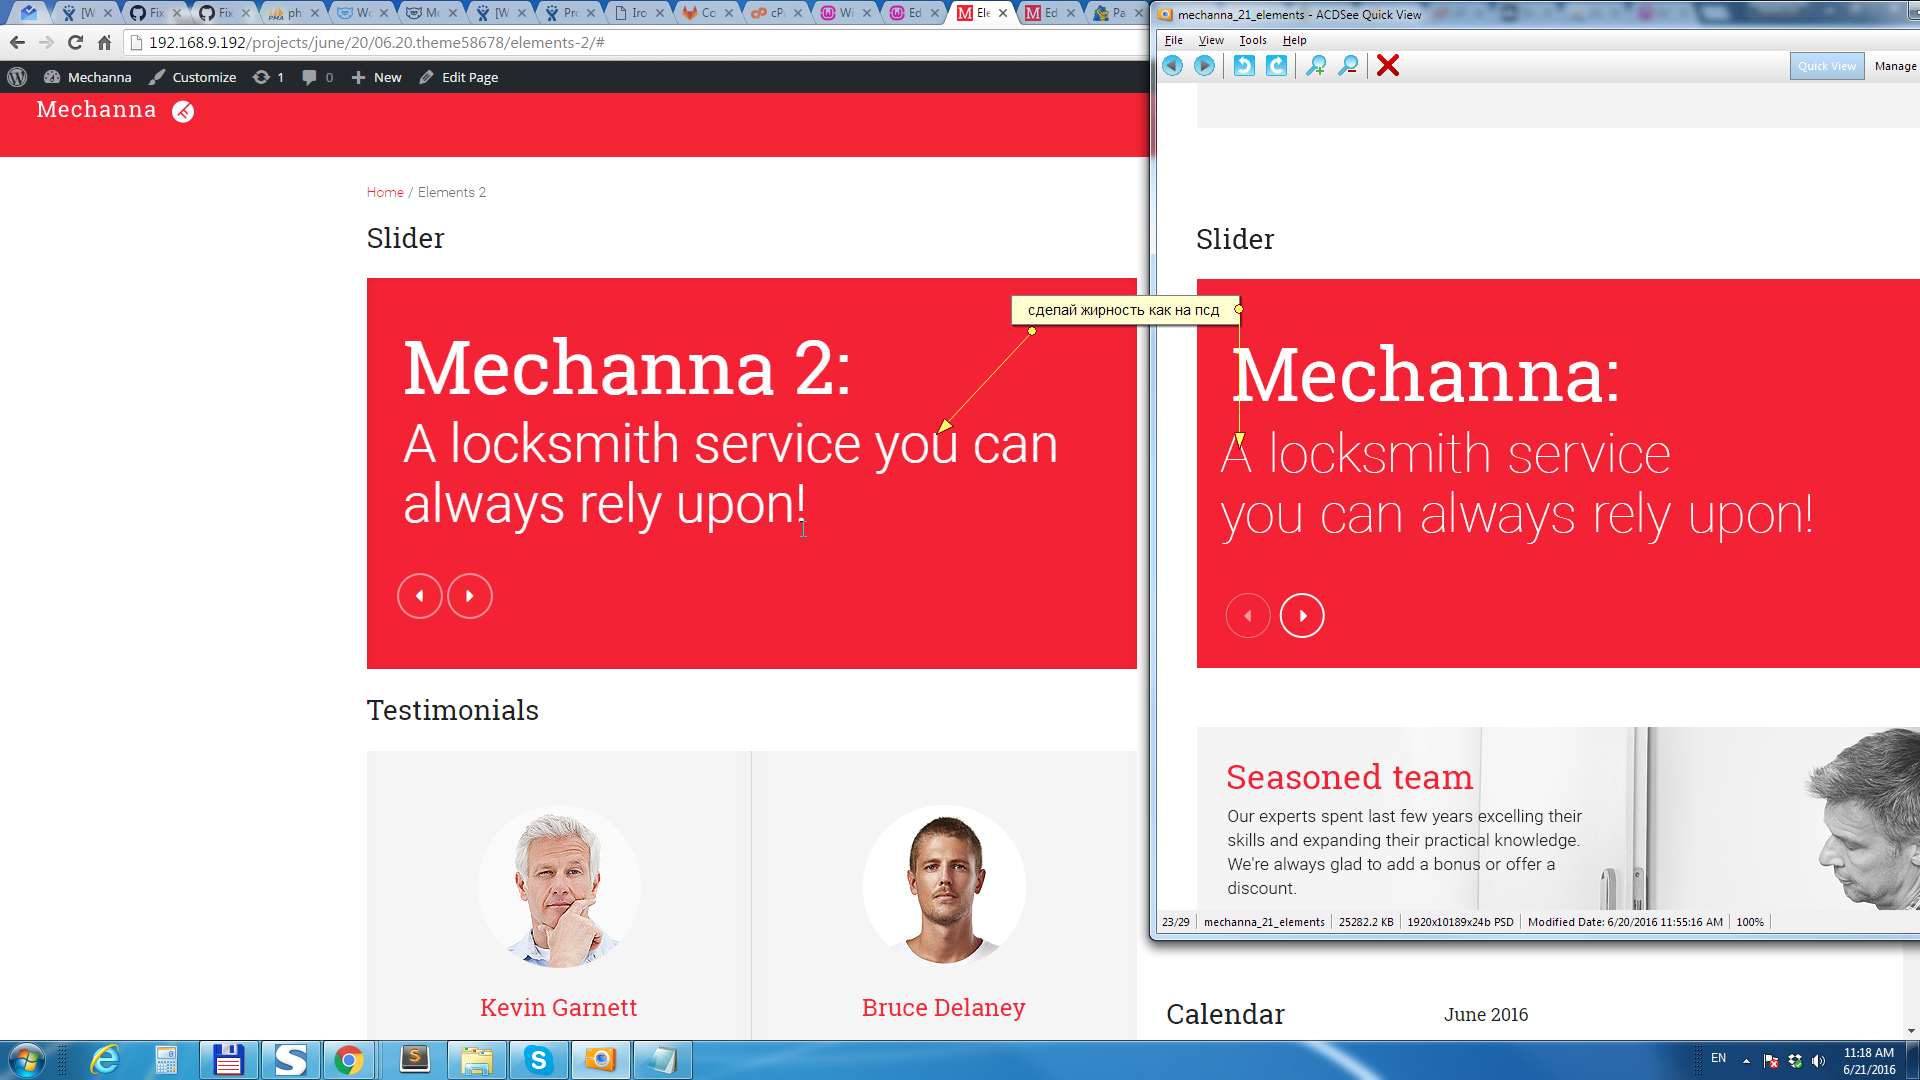 [W
Fix
Fix
ph
Wo
Mo
[W
Pro
Iro
Co
cP
Wi
Ed
Ele
Ed
Pa
192.168.9.192/projects/june/20/06.20.theme58678/elements-2/#
Mechanna
Customize
1
0
New
Edit Page
Mechanna
Home / Elements 2
Slider
Mechanna 2:
A locksmith service you can
always rely upon!
Testimonials
Kevin Garnett
Bruce Delaney
сделай жирность как на псд
mechanna_21_elements - ACDSee Quick View
File View Tools Help
Quick View
Manage
Slider
Mechanna:
A locksmith service
you can always rely upon!
Seasoned team
Our experts spent last few years excelling their
skills and expanding their practical knowledge.
We're always glad to add a bonus or offer a
discount.
23/29
mechanna_21_elements
25282.2 KB
1920x10189x24b PSD
Modified Date: 6/20/2016 11:55:16 AM
100%
Calendar
June 2016
EN
11:18 AM
6/21/2016